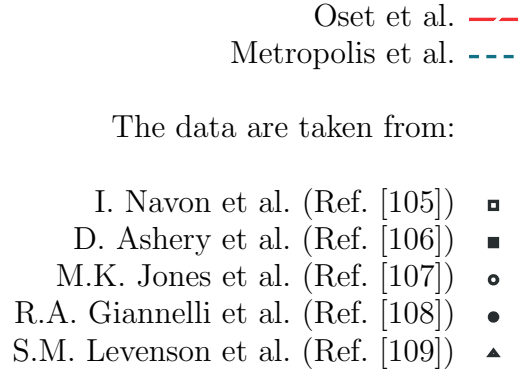 Oset et al.
Metropolis et al.
The data are taken from:
I. Navon et al. (Ref. [105])
D. Ashery et al. (Ref. [106])
M.K. Jones et al. (Ref. [107])
R.A. Giannelli et al. (Ref. [108])
S.M. Levenson et al. (Ref. [109])